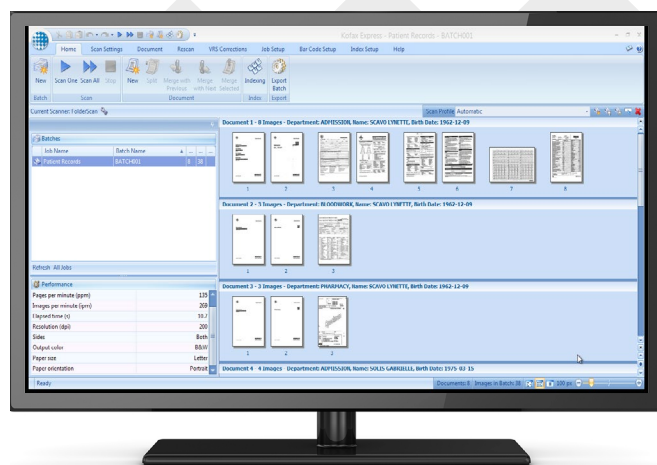 Kofax Express - Patient Records - BATCH001
Home Scan Settings Document Rescan VRS Corrections Job Setup Bar Code Setup Index Setup Help
New Scan One Scan All Stop New Split Merge with Previous Merge with Next Merge Selected Indexing Export Batch
Batch Scan Document Index Export
Current Scanner: FolderScan
Scan Profile Automatic
Batches
Job Name Batch Name
Patient Records BATCH001 8 38
Refresh All Jobs
Performance
Pages per minute (ppm) 135
Images per minute (ipm) 269
Elapsed time (s)
Resolution (dpi) 200
Sides Both
Output color B&W
Paper size Letter
Paper orientation Portrait
Document 1 - 8 Images - Department: ADMISSION, Name: SCAVO LYNETTE, Birth Date: 1962-12-09
1 2 3 4 5 6 7 8
Document 2 - 3 Images - Department: BLOODWORK, Name: SCAVO LYNETTE, Birth Date: 1962-12-09
1 2 3
Document 3 - 3 Images - Department: PHARMACY, Name: SCAVO LYNETTE, Birth Date: 1962-12-09
1 2 3
Document 4 - 4 Images - Department: ADMISSION, Name: SOLIS GABRIELLE, Birth Date: 1975-03-15
Ready
Documents: 8 Images in Batch: 38 100 px